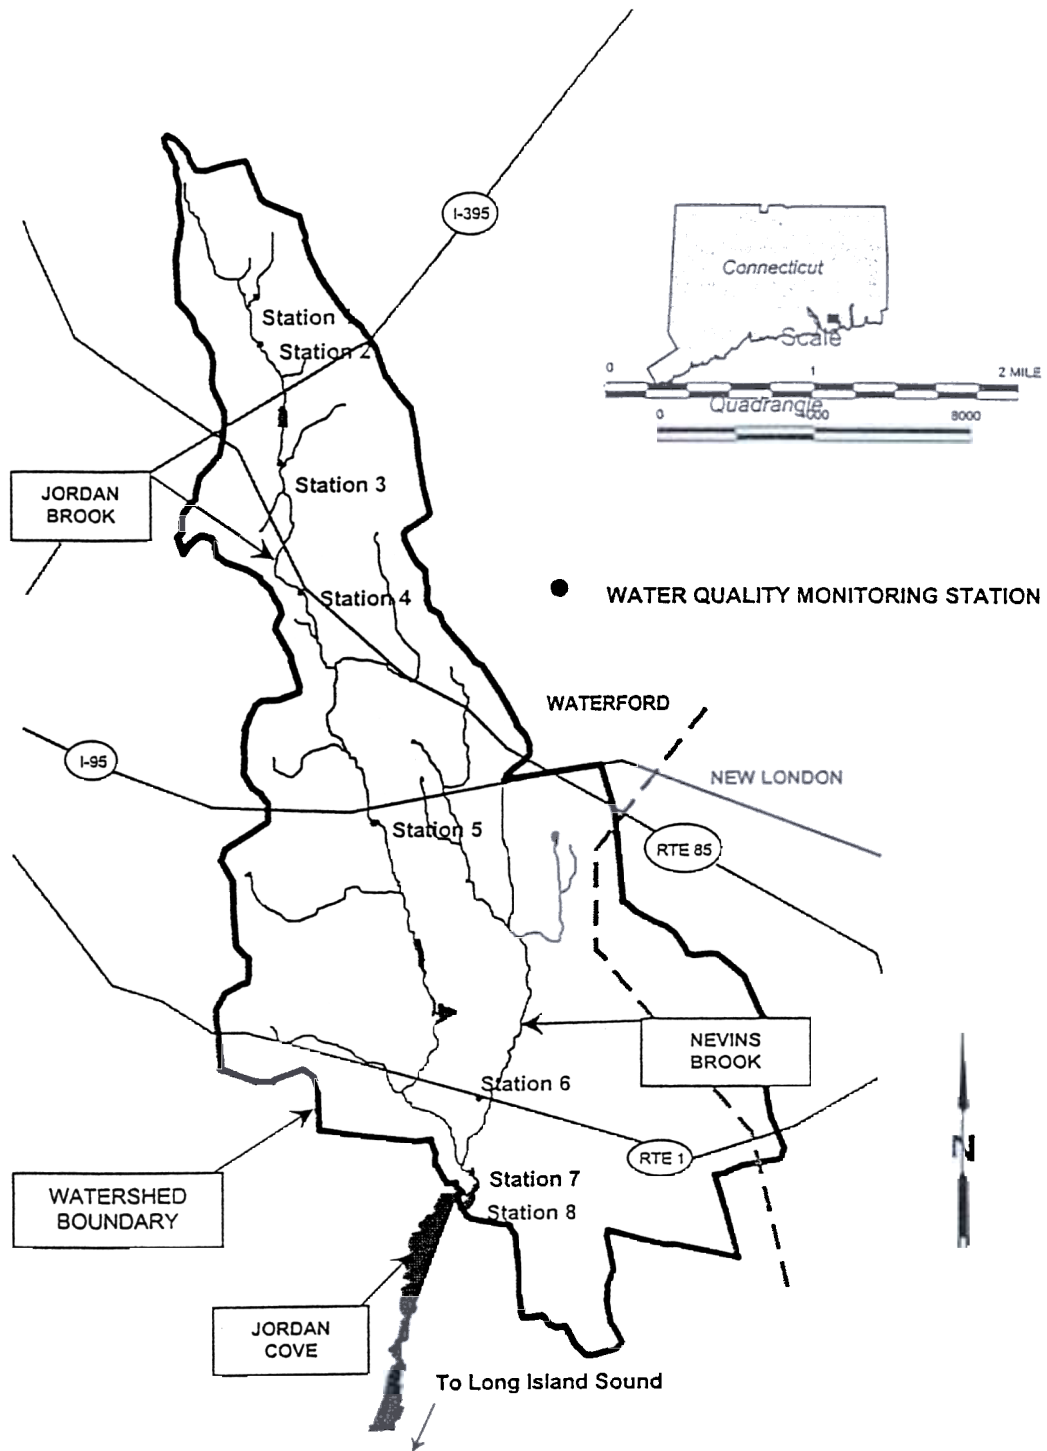 I-395
Connecticut
Station
Scale
Station 2
0 1 2 MILE
Quadrangle
0 4000 8000
Station 3
JORDAN
BROOK
WATER QUALITY MONITORING STATION
Station 4
WATERFORD
I-95
NEW LONDON
Station 5
RTE 85
NEVINS
BROOK
Station 6
RTE 1
N
Station 7
WATERSHED
BOUNDARY
Station 8
JORDAN
COVE
To Long Island Sound